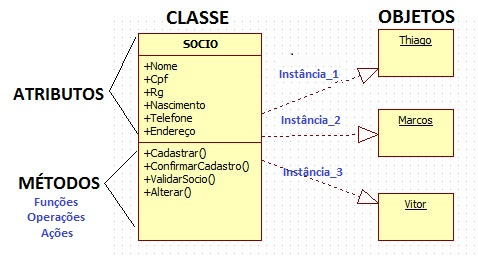 CLASSE
OBJETOS
SOCIO
ATRIBUTOS
+Nome
+Cpf
+Rg
+Nascimento
+Telefone
+Endereço
MÉTODOS
Funções
Operações
Ações
+Cadastrar()
+ConfirmarCadastro()
+ValidarSocio()
+Alterar()
Instância_1
Instância_2
Instância_3
Thiago
Marcos
Vitor